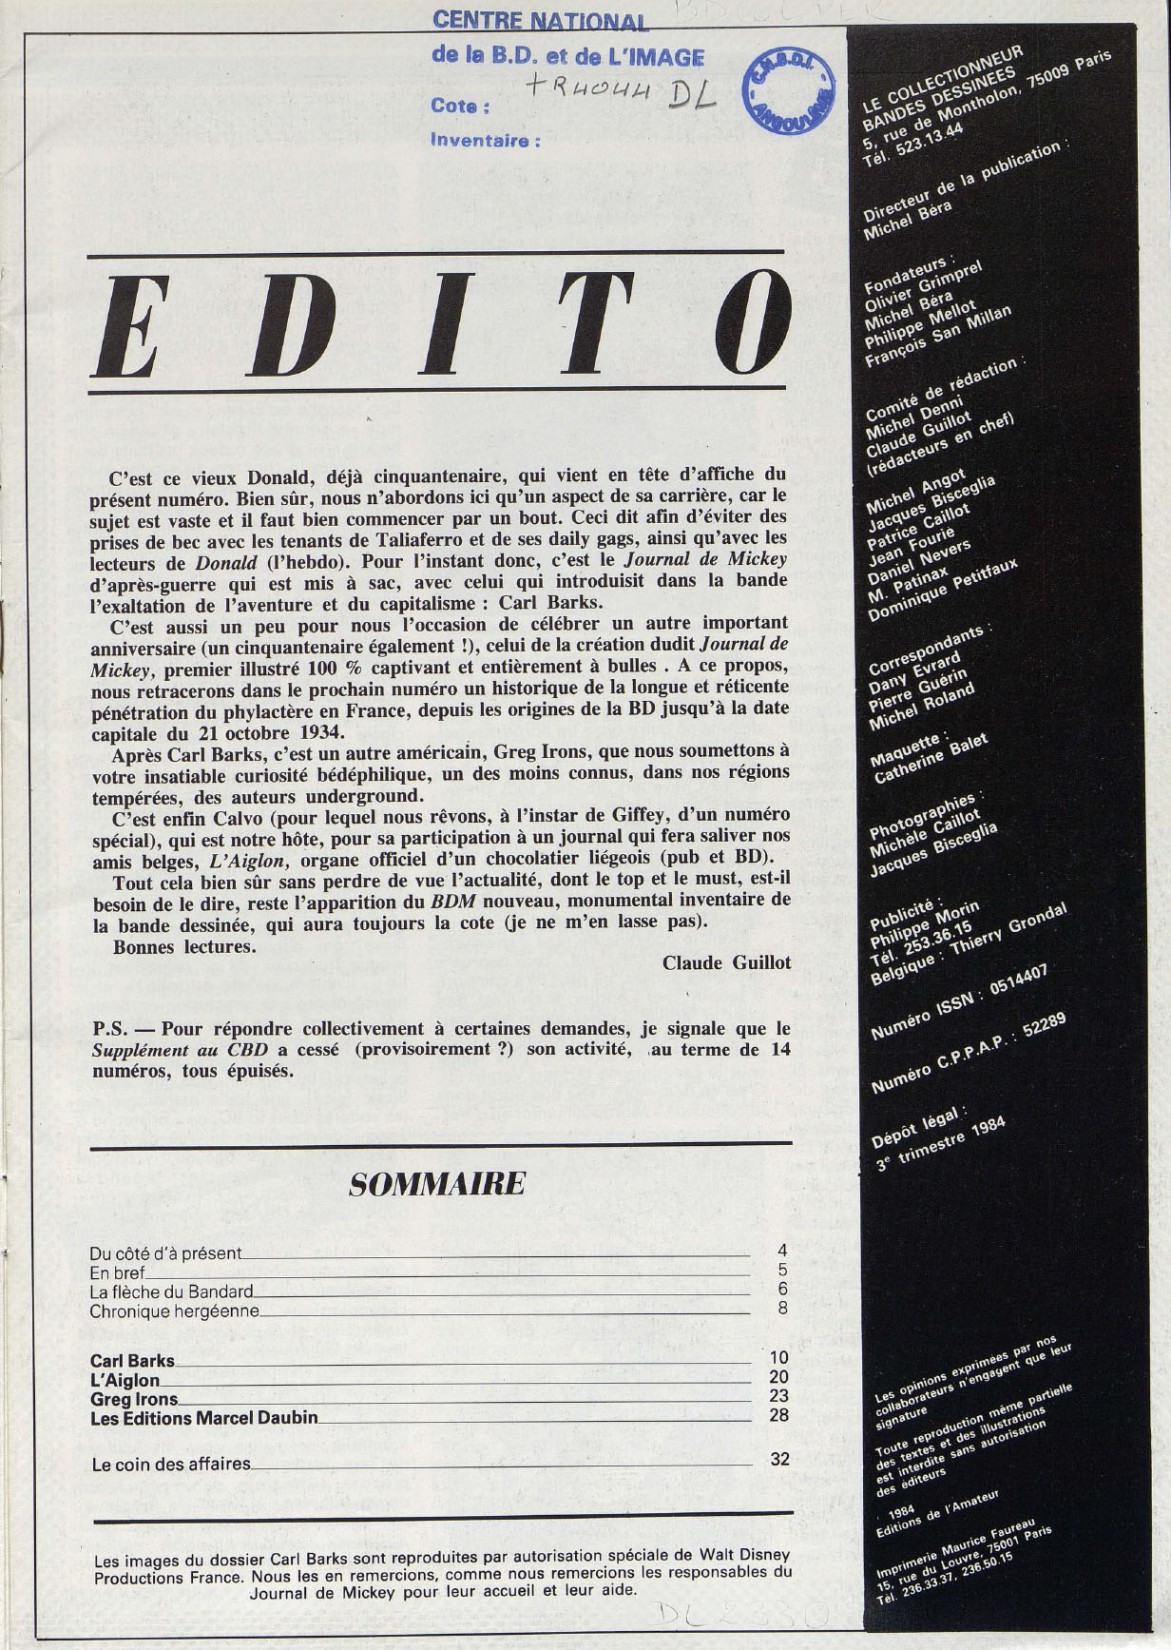 CENTRE NATIONAL
de la B.D. et de L'IMAGE
+R4044 DL
Cote :
Inventaire :
C.N.B.D.I.
ANGOULEME
EDITO
C'est ce vieux Donald, déjà cinquantenaire, qui vient en tête d'affiche du
présent numéro. Bien sûr, nous n'abordons ici qu'un aspect de sa carrière, car le
sujet est vaste et il faut bien commencer par un bout. Ceci dit afin d'éviter des
prises de bec avec les tenants de Taliaferro et de ses daily gags, ainsi qu'avec les
lecteurs de Donald (l'hebdo). Pour l'instant donc, c'est le Journal de Mickey
d'après-guerre qui est mis à sac, avec celui qui introduisit dans la bande
l'exaltation de l'aventure et du capitalisme : Carl Barks.
C'est aussi un peu pour nous l'occasion de célébrer un autre important
anniversaire (un cinquantenaire également !), celui de la création dudit Journal de
Mickey, premier illustré 100 % captivant et entièrement à bulles . A ce propos,
nous retracerons dans le prochain numéro un historique de la longue et réticente
pénétration du phylactère en France, depuis les origines de la BD jusqu'à la date
capitale du 21 octobre 1934.
Après Carl Barks, c'est un autre américain, Greg Irons, que nous soumettons à
votre insatiable curiosité bédéphilique, un des moins connus, dans nos régions
tempérées, des auteurs underground.
C'est enfin Calvo (pour lequel nous rêvons, à l'instar de Giffey, d'un numéro
spécial), qui est notre hôte, pour sa participation à un journal qui fera saliver nos
amis belges, L'Aiglon, organe officiel d'un chocolatier liégeois (pub et BD).
Tout cela bien sûr sans perdre de vue l'actualité, dont le top et le must, est-il
besoin de le dire, reste l'apparition du BDM nouveau, monumental inventaire de
la bande dessinée, qui aura toujours la cote (je ne m'en lasse pas).
Bonnes lectures.
Claude Guillot
P.S. — Pour répondre collectivement à certaines demandes, je signale que le
Supplément au CBD a cessé (provisoirement ?) son activité, au terme de 14
numéros, tous épuisés.
SOMMAIRE
Du côté d'à présent 4
En bref 5
La flèche du Bandard 6
Chronique hergéenne 8
Carl Barks 10
L'Aiglon 20
Greg Irons 23
Les Editions Marcel Daubin 28
Le coin des affaires 32
Les images du dossier Carl Barks sont reproduites par autorisation spéciale de Walt Disney
Productions France. Nous les en remercions, comme nous remercions les responsables du
Journal de Mickey pour leur accueil et leur aide.
LE COLLECTIONNEUR
BANDES DESSINEES
5, rue de Montholon, 75009 Paris
Tél. 523.13.44
Directeur de la publication :
Michel Béra
Fondateurs :
Olivier Grimprel
Michel Béra
Philippe Mellot
François San Millan
Comité de rédaction :
Michel Denni
Claude Guillot
(rédacteurs en chef)
Michel Angot
Jacques Bisceglia
Patrice Caillot
Jean Fourié
Daniel Nevers
M. Patinax
Dominique Petitfaux
Correspondants :
Dany Evrard
Pierre Guérin
Michel Roland
Maquette :
Catherine Balet
Photographies :
Michèle Caillot
Jacques Bisceglia
Publicité :
Philippe Morin
Tél. 253.36.15
Belgique : Thierry Grondal
Numéro ISSN : 0514407
Numéro C.P.P.A.P. : 52289
Dépôt légal :
3e trimestre 1984
Les opinions exprimées par nos
collaborateurs n'engagent que leur
signature
Toute reproduction même partielle
des textes et des illustrations
est interdite sans autorisation
des éditeurs
1984
Editions de l'Amateur
Imprimerie Maurice Faureau
15, rue du Louvre, 75001 Paris
Tél. 236.33.37, 236.50.15